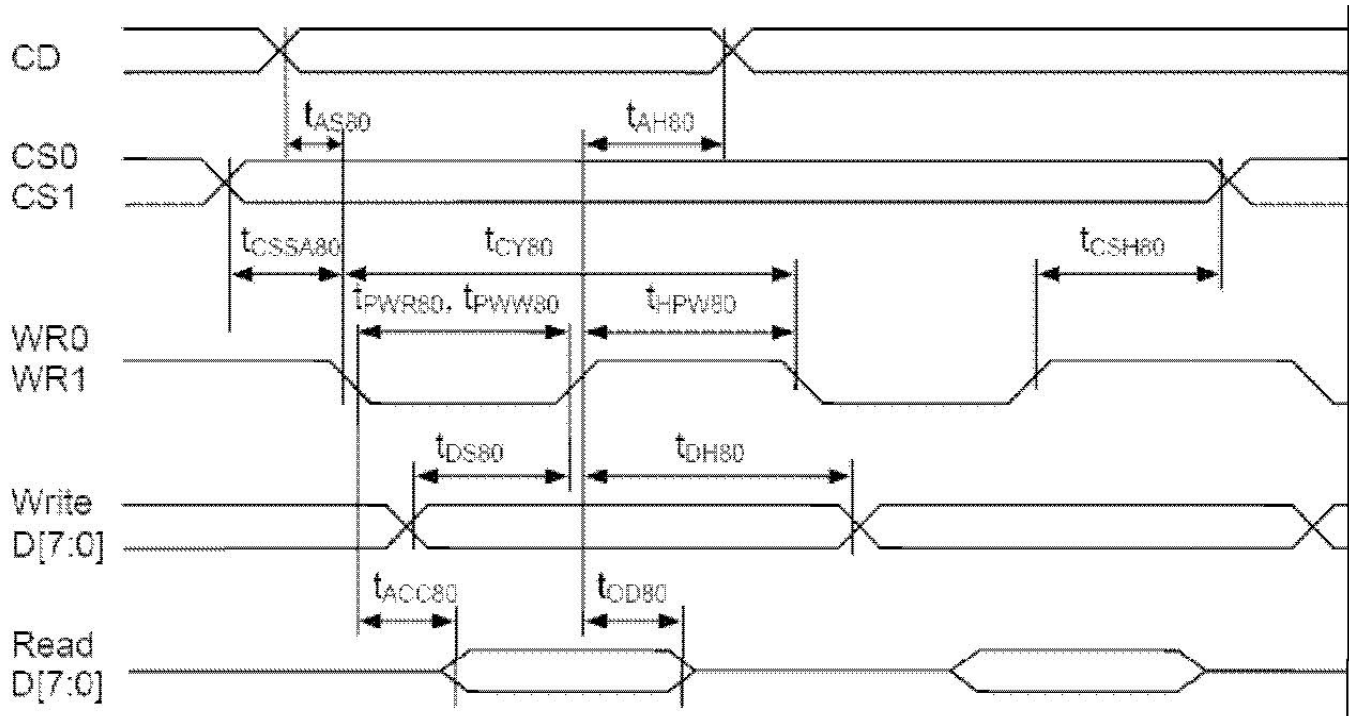 CD
tAS80 tAH80
CS0
CS1
tCSSA80 tCY80 tCSH80
tPWR80, tPWW80 tHPW80
WR0
WR1
tDS80 tDH80
Write
D[7:0]
tACC80 tOD80
Read
D[7:0]